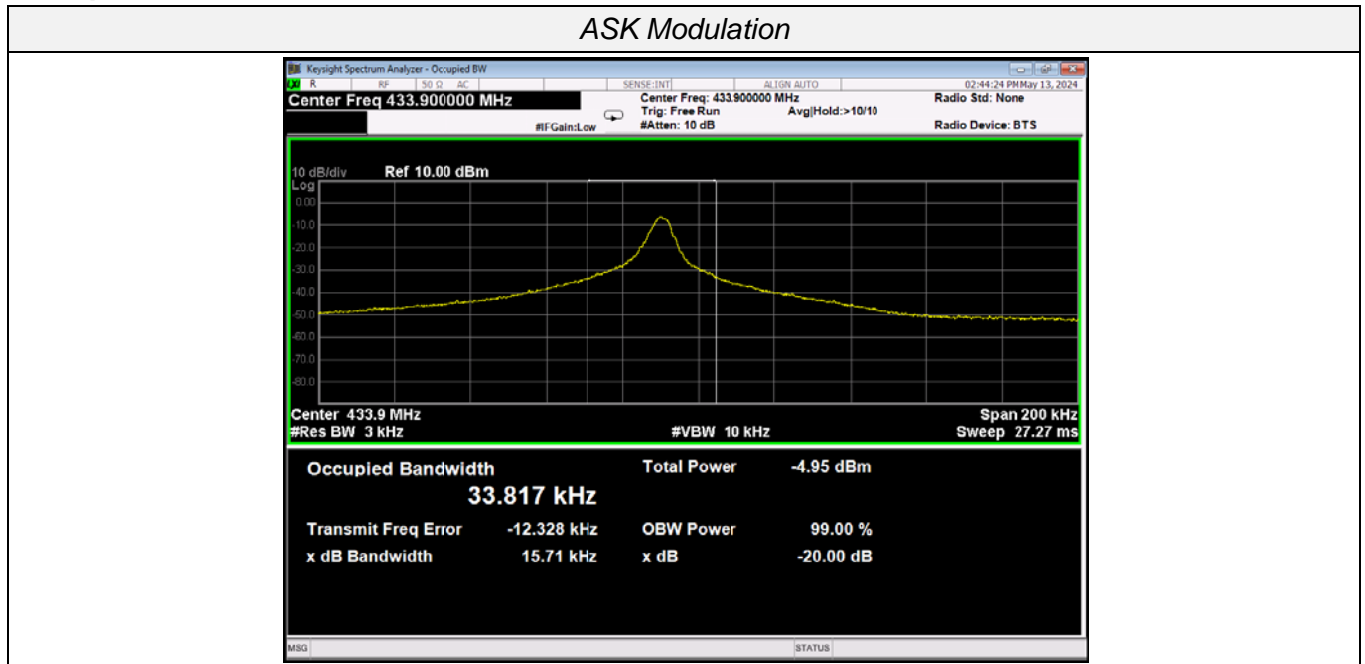 ASK Modulation
Keysight Spectrum Analyzer - Occupied BW
R RF 50 Ω AC SENSE:INT ALIGN AUTO 02:44:24 PM May 13, 2024
Center Freq 433.900000 MHz Center Freq: 433.900000 MHz Radio Std: None
Trig: Free Run Avg|Hold:>10/10
#IFGain:Low #Atten: 10 dB Radio Device: BTS
10 dB/div Ref 10.00 dBm
Log
0.00
-10.0
-20.0
-30.0
-40.0
-50.0
-60.0
-70.0
-80.0
Center 433.9 MHz Span 200 kHz
#Res BW 3 kHz #VBW 10 kHz Sweep 27.27 ms
Occupied Bandwidth Total Power -4.95 dBm
33.817 kHz
Transmit Freq Error -12.328 kHz OBW Power 99.00 %
x dB Bandwidth 15.71 kHz x dB -20.00 dB
MSG STATUS